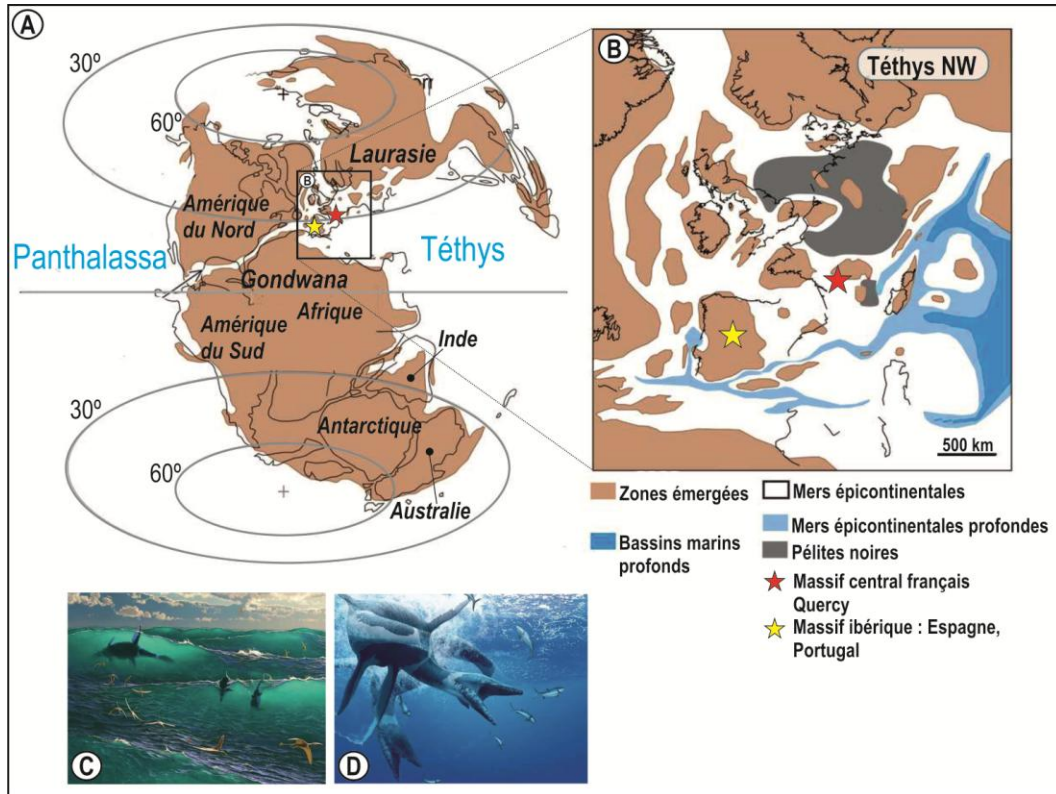 A
30º
60º
Laurasie
B
Amérique
du Nord
Panthalassa
Téthys
Gondwana
Afrique
Amérique
du Sud
Inde
30º
Antarctique
60º
Australie
B
Téthys NW
500 km
Zones émergées
Bassins marins
profonds
Mers épicontinentales
Mers épicontinentales profondes
Pélites noires
Massif central français
Quercy
Massif ibérique : Espagne,
Portugal
C
D